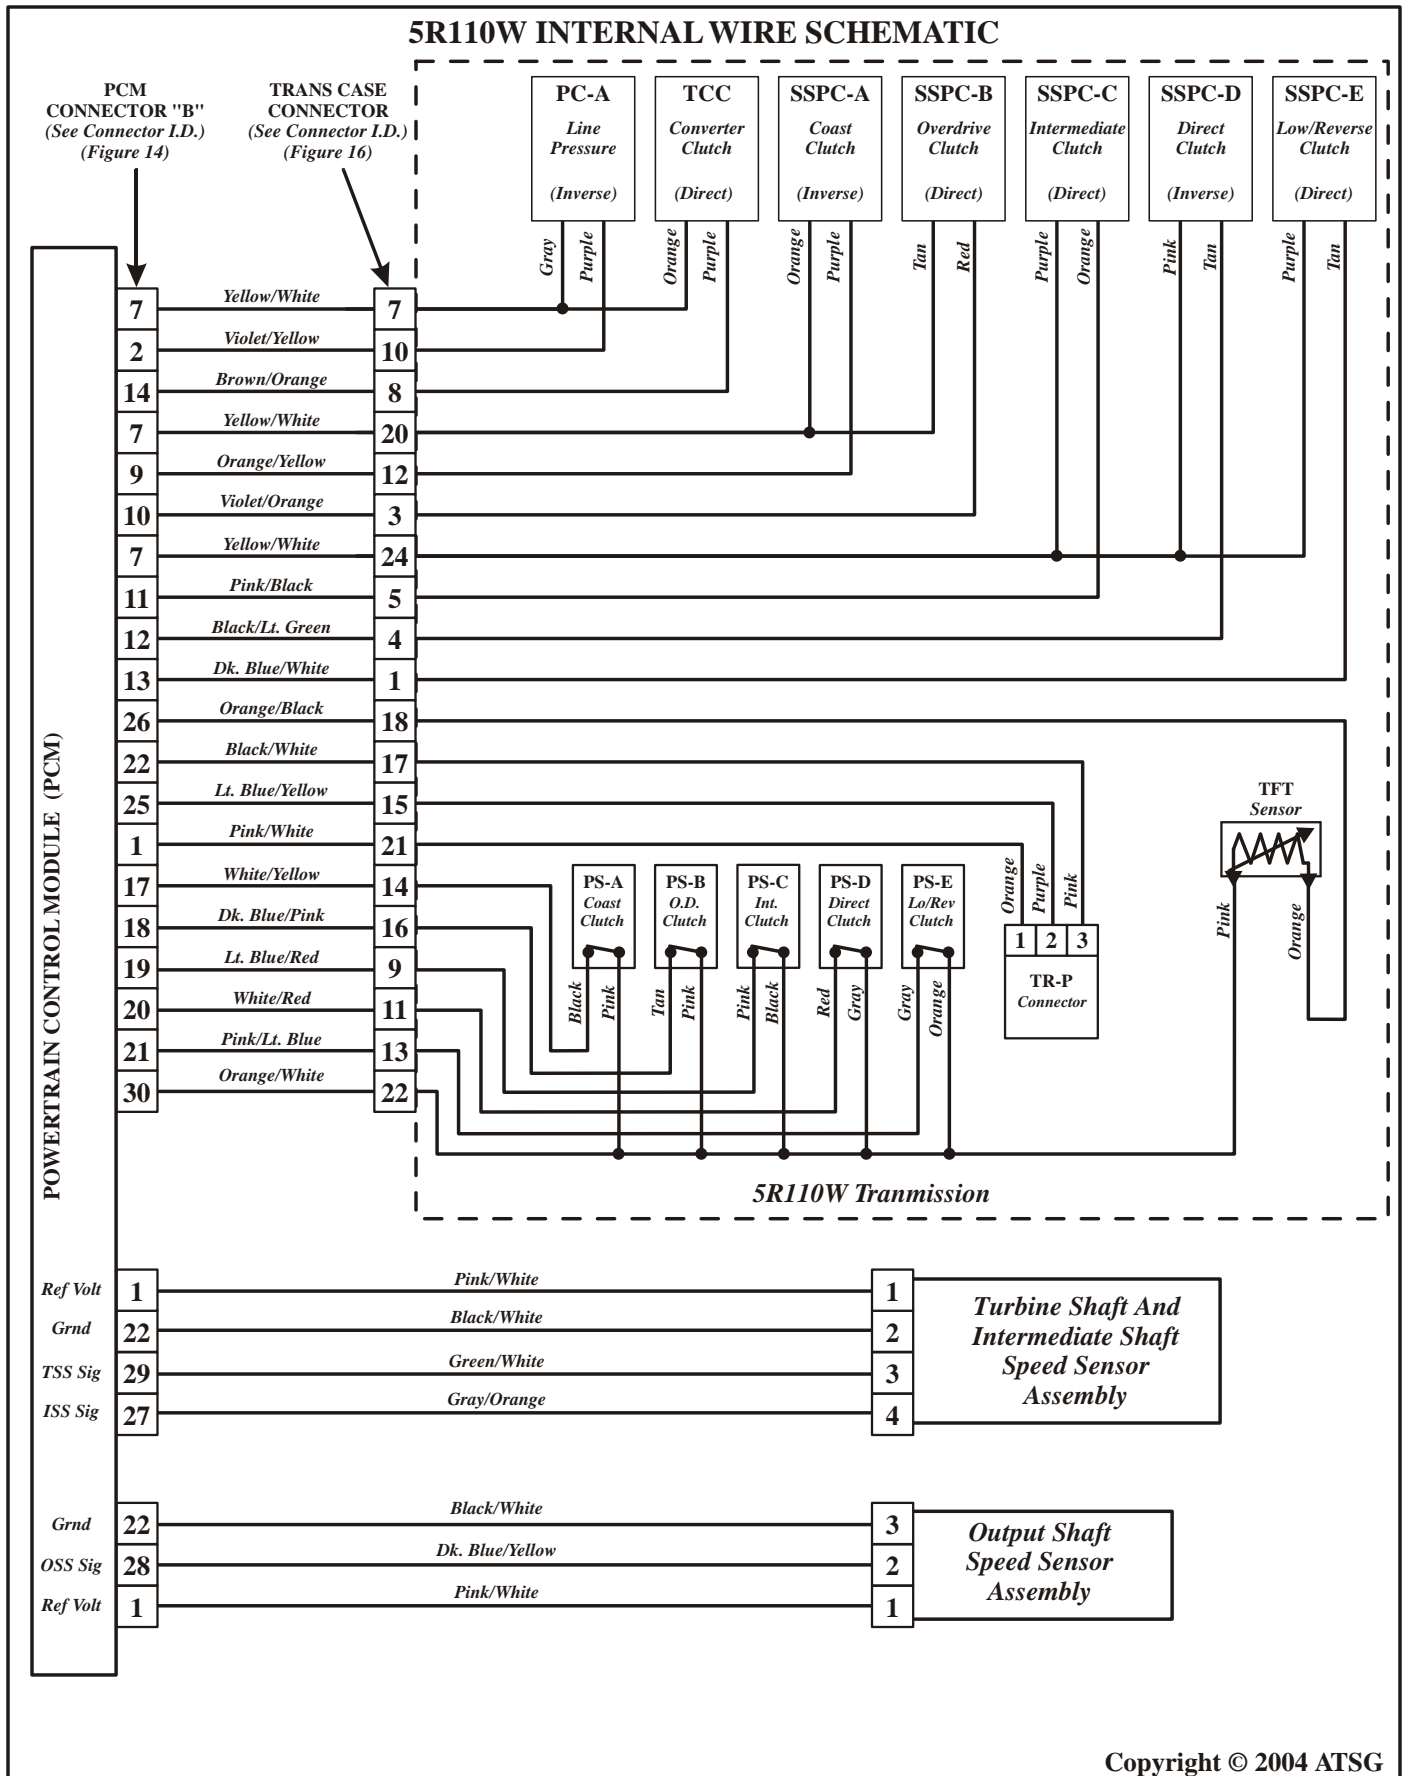 5R110W INTERNAL WIRE SCHEMATIC
PCM
CONNECTOR "B"
(See Connector I.D.)
(Figure 14)
TRANS CASE
CONNECTOR
(See Connector I.D.)
(Figure 16)
PC-A
Line
Pressure
(Inverse)
TCC
Converter
Clutch
(Direct)
SSPC-A
Coast
Clutch
(Inverse)
SSPC-B
Overdrive
Clutch
(Direct)
SSPC-C
Intermediate
Clutch
(Direct)
SSPC-D
Direct
Clutch
(Inverse)
SSPC-E
Low/Reverse
Clutch
(Direct)
Gray
Purple
Orange
Purple
Orange
Purple
Tan
Red
Purple
Orange
Pink
Tan
Purple
Tan
POWERTRAIN CONTROL MODULE (PCM)
7 Yellow/White 7
2 Violet/Yellow 10
14 Brown/Orange 8
7 Yellow/White 20
9 Orange/Yellow 12
10 Violet/Orange 3
7 Yellow/White 24
11 Pink/Black 5
12 Black/Lt. Green 4
13 Dk. Blue/White 1
26 Orange/Black 18
22 Black/White 17
25 Lt. Blue/Yellow 15
1 Pink/White 21
17 White/Yellow 14
18 Dk. Blue/Pink 16
19 Lt. Blue/Red 9
20 White/Red 11
21 Pink/Lt. Blue 13
30 Orange/White 22
PS-A
Coast
Clutch
PS-B
O.D.
Clutch
PS-C
Int.
Clutch
PS-D
Direct
Clutch
PS-E
Lo/Rev
Clutch
Black
Pink
Tan
Pink
Pink
Black
Red
Gray
Gray
Orange
Orange
Purple
Pink
1 2 3
TR-P
Connector
TFT
Sensor
Pink
Orange
5R110W Tranmission
Ref Volt 1 Pink/White 1
Grnd 22 Black/White 2
TSS Sig 29 Green/White 3
ISS Sig 27 Gray/Orange 4
Turbine Shaft And
Intermediate Shaft
Speed Sensor
Assembly
Grnd 22 Black/White 3
OSS Sig 28 Dk. Blue/Yellow 2
Ref Volt 1 Pink/White 1
Output Shaft
Speed Sensor
Assembly
Copyright © 2004 ATSG